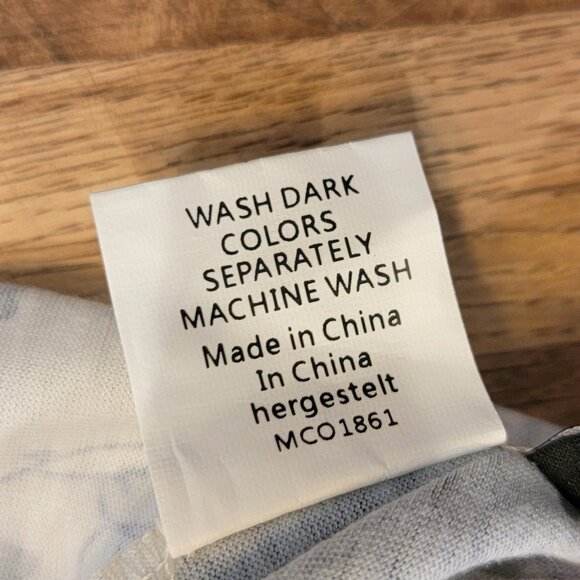 WASH DARK
COLORS
SEPARATELY
MACHINE WASH
Made in China
In China
hergestelt
MCO1861